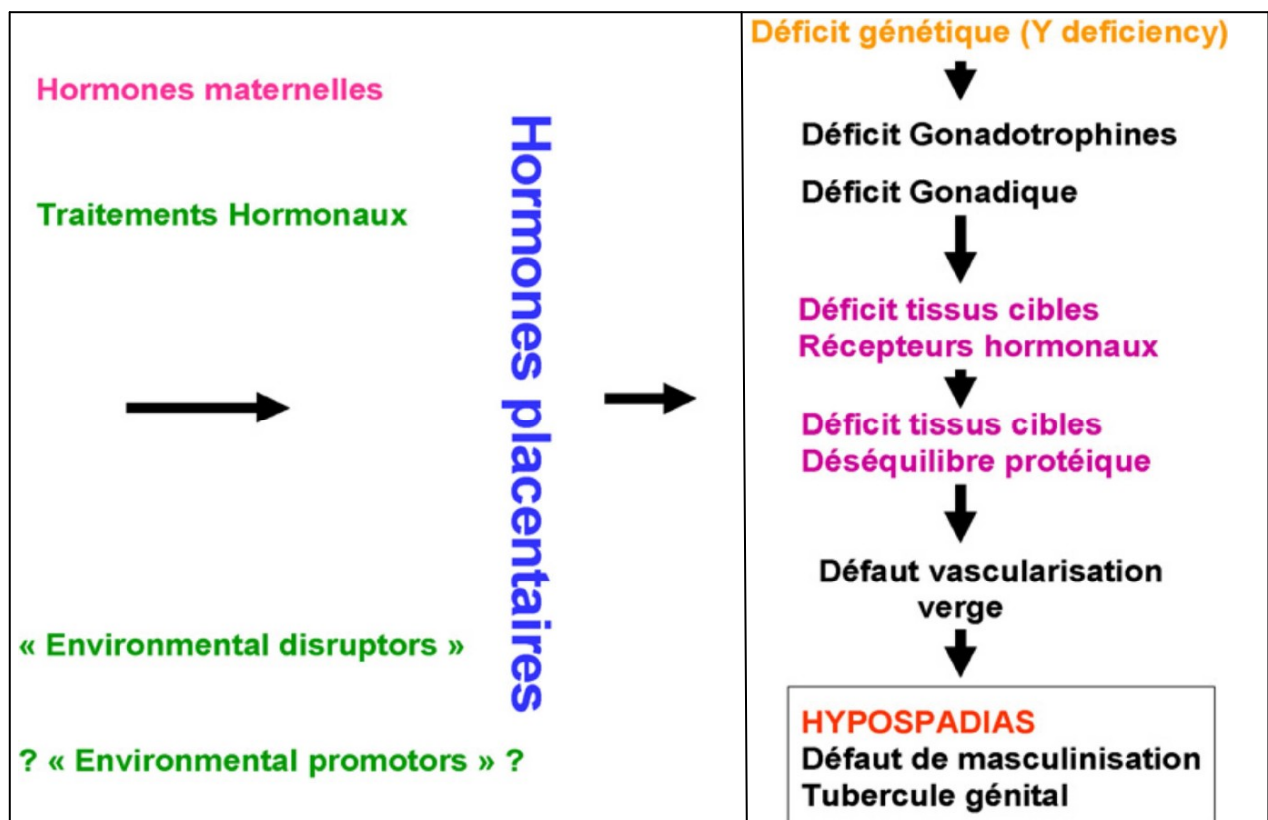 Hormones maternelles
Traitements Hormonaux
« Environmental disruptors »
? « Environmental promotors » ?
Hormones placentaires
Déficit génétique (Y deficiency)
Déficit Gonadotrophines
Déficit Gonadique
Déficit tissus cibles
Récepteurs hormonaux
Déficit tissus cibles
Déséquilibre protéique
Défaut vascularisation
verge
HYPOSPADIAS
Défaut de masculinisation
Tubercule génital